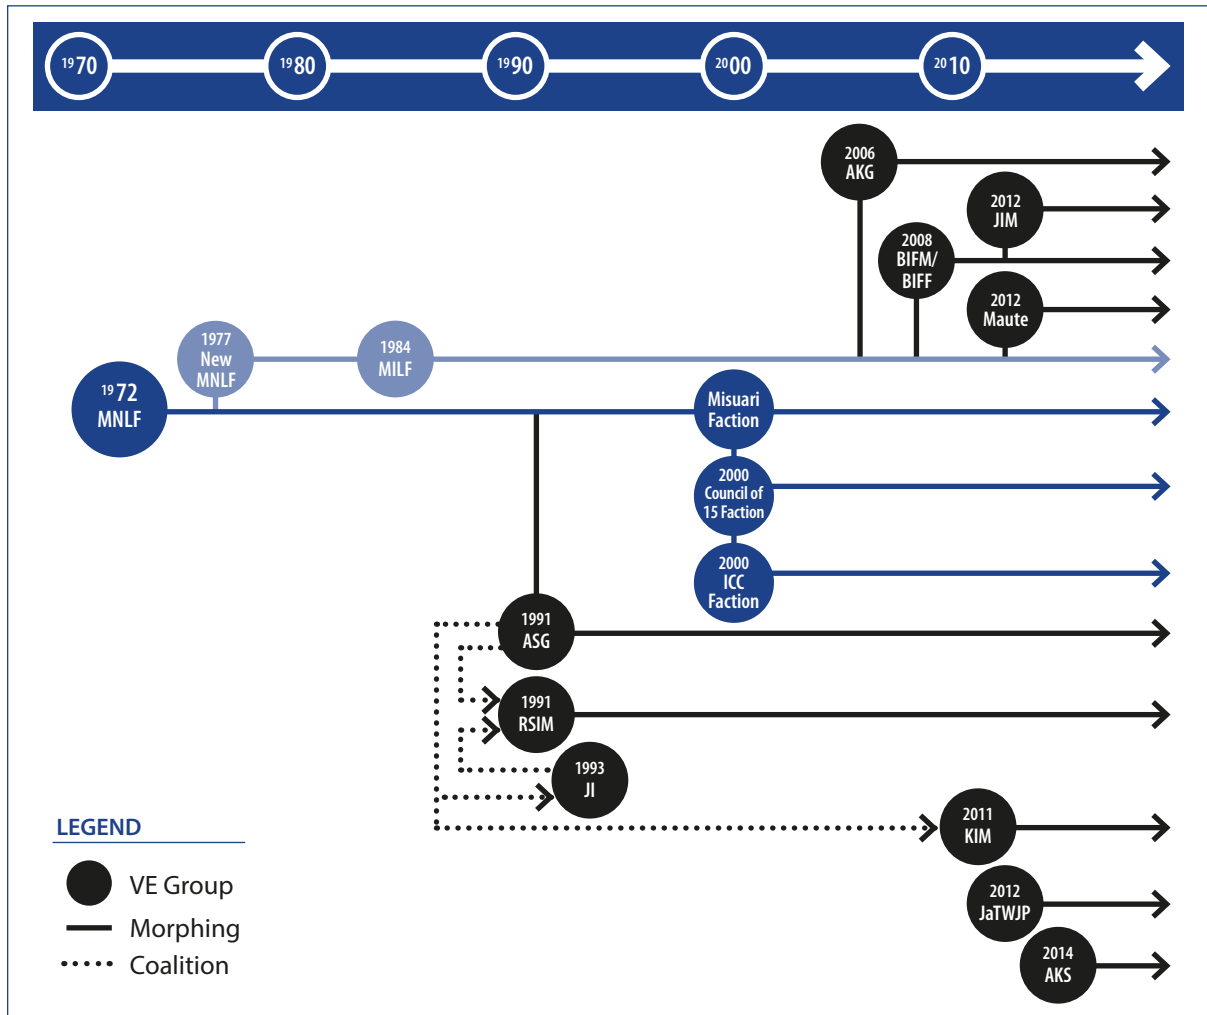 1970
1980
1990
2000
2010
2006
AKG
2012
JIM
2008
BIFM/
BIFF
2012
Maute
1977
New
MNLF
1984
MILF
1972
MNLF
Misuari
Faction
2000
Council of
15 Faction
2000
ICC
Faction
1991
ASG
1991
RSIM
1993
JI
2011
KIM
2012
JaTWJP
2014
AKS
LEGEND
VE Group
Morphing
Coalition